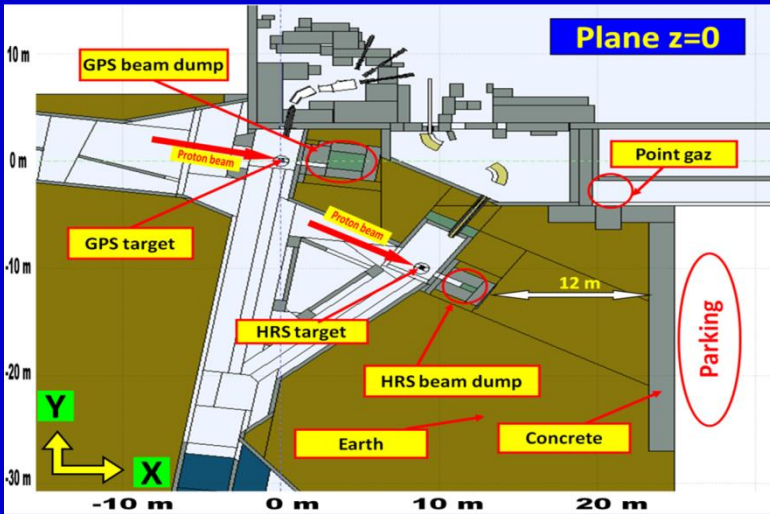 10 m
Plane z=0
GPS beam dump
Proton beam
0 m
Point gaz
GPS target
Proton beam
-10 m
12 m
HRS target
Parking
-20 m
HRS beam dump
Y
Earth
Concrete
X
-30 m
-10 m 0 m 10 m 20 m